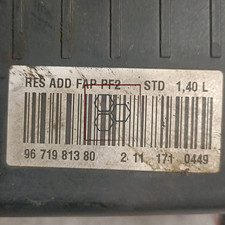 RES ADD FAP PF2 STD 1,40 L
96 719 813 80 2 11 171 0449